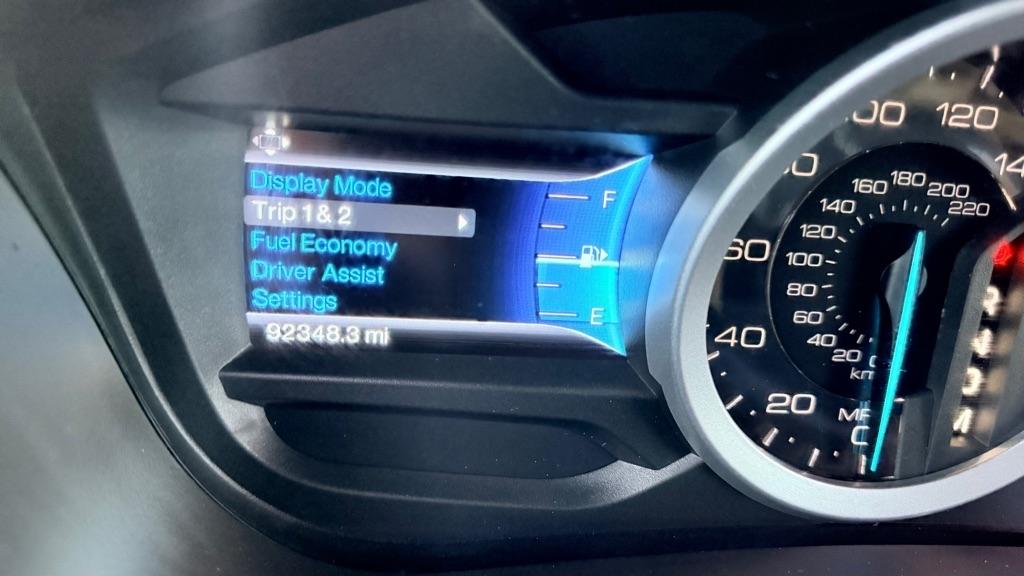 Display Mode
Trip 1 & 2
Fuel Economy
Driver Assist
Settings
92348.3 mi
F
E
20
40
60
120
20
40
60
80
100
120
140
160
180
200
220